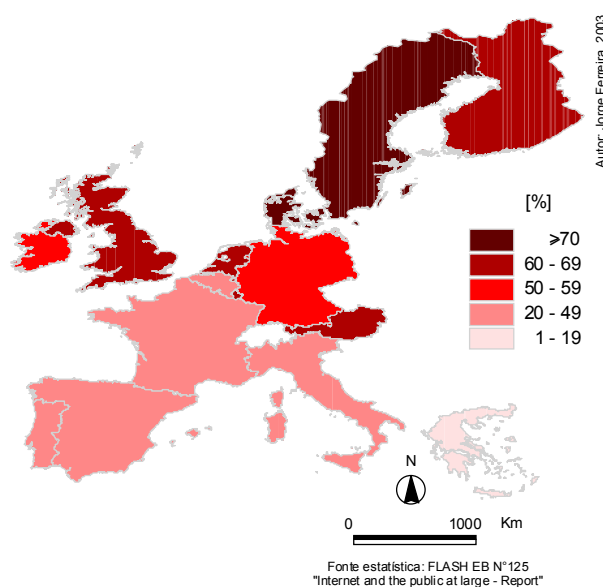 Autor: Jorge Ferreira, 2003
[%]
⩾70
60 - 69
50 - 59
20 - 49
1 - 19
N
0 1000 Km
Fonte estatística: FLASH EB N°125
"Internet and the public at large - Report"